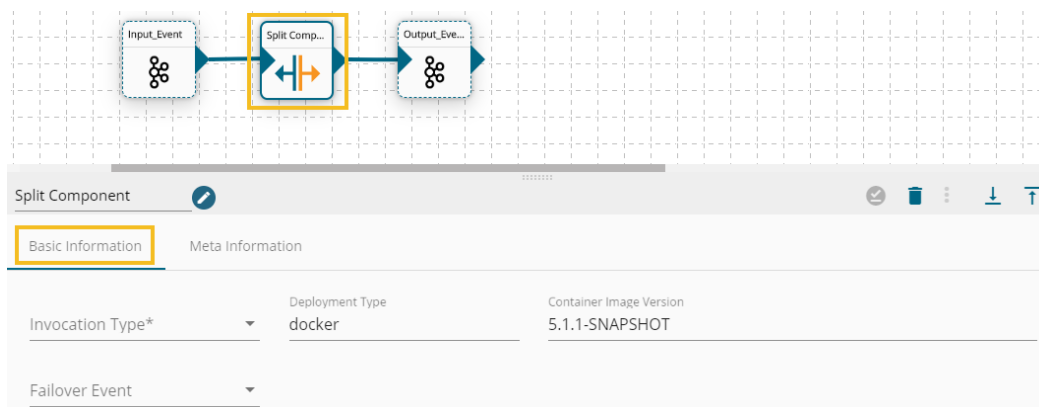 Input_Event
Split Comp...
Output_Eve...
Split Component
Basic Information
Meta Information
Invocation Type*
Deployment Type
docker
Container Image Version
5.1.1-SNAPSHOT
Failover Event